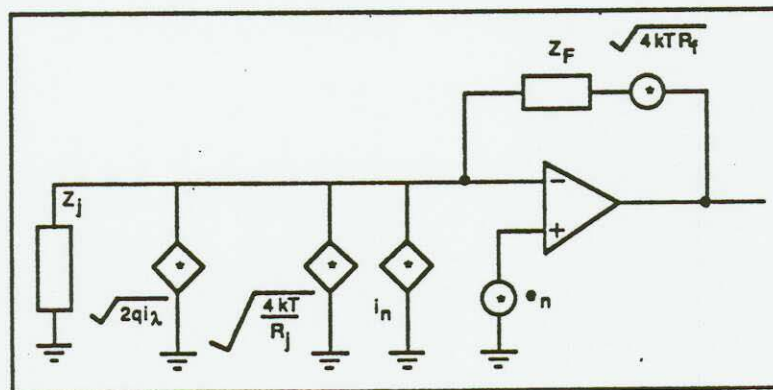 Z_F
√4kTR_f
Z_j
−
+
√2qi_λ
√4kT/R_j
i_n
e_n